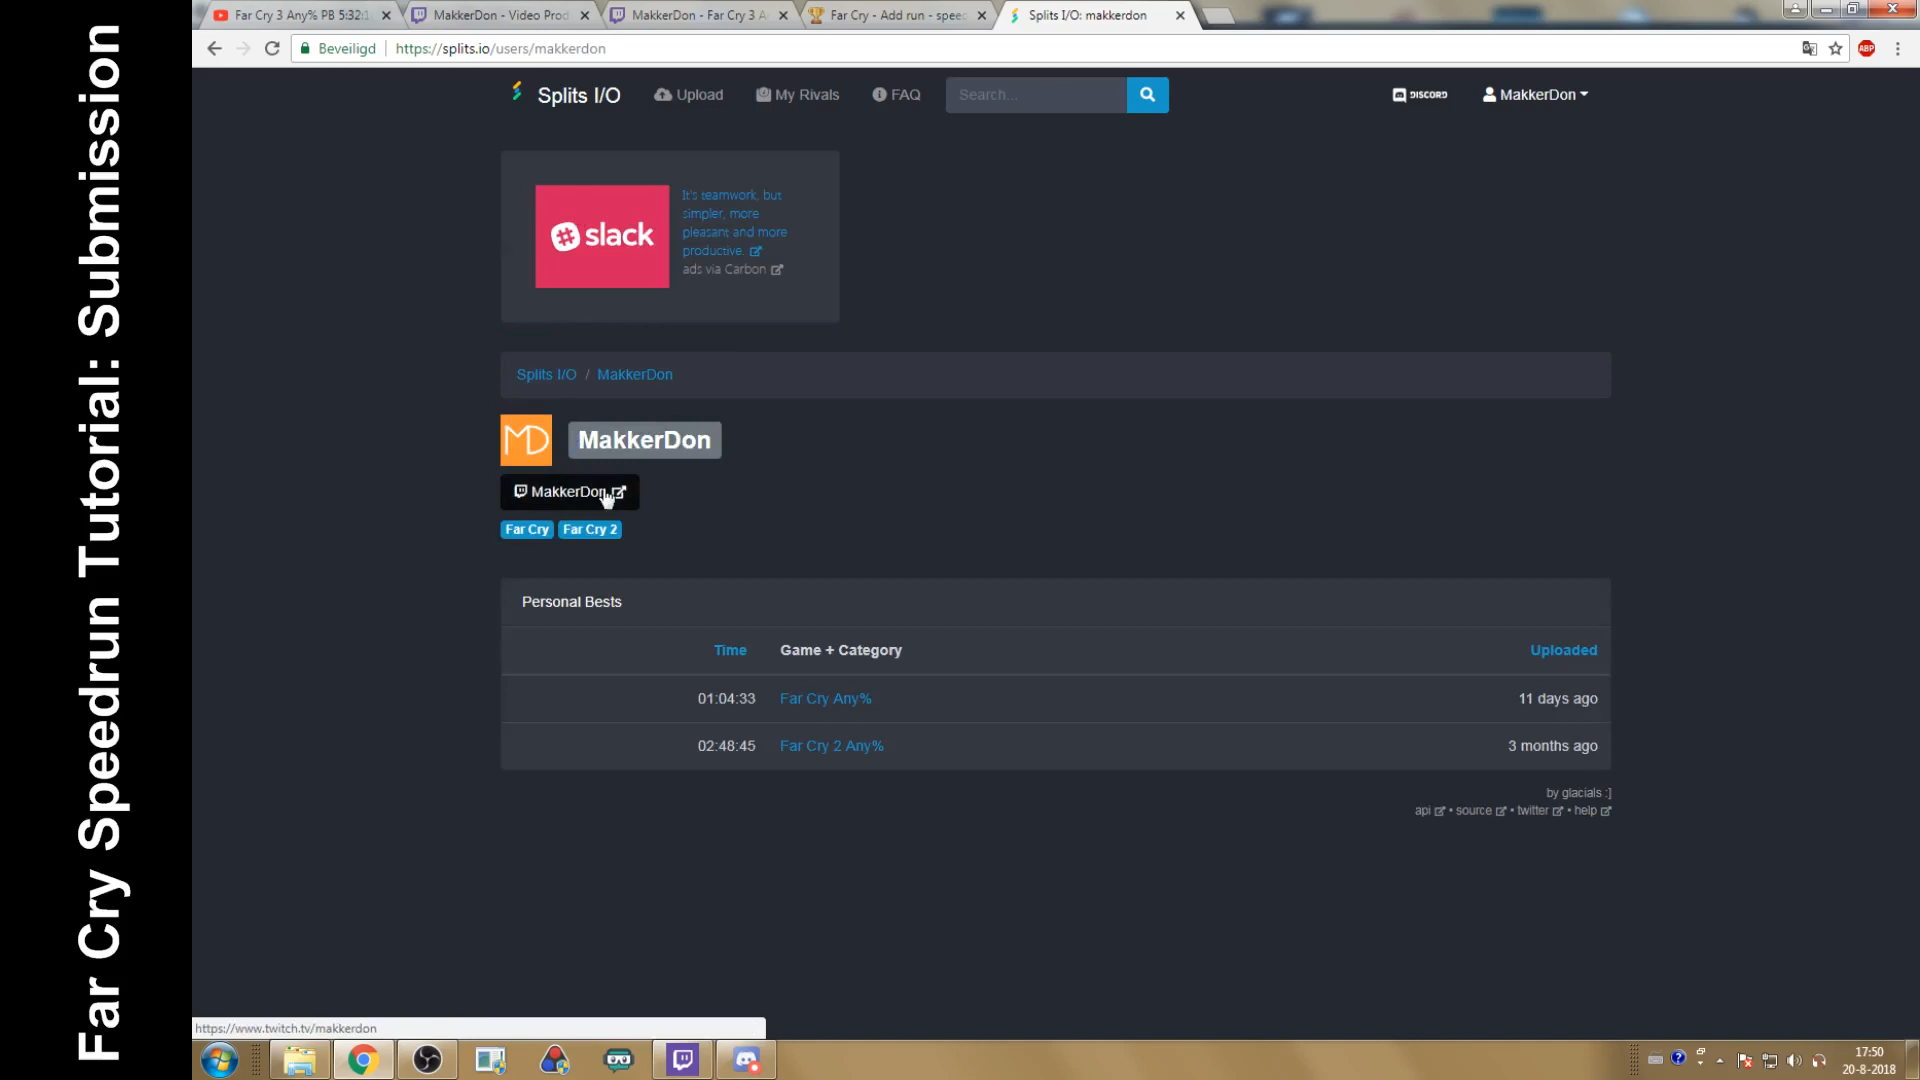 Far Cry Speedrun Tutorial: Submission
Far Cry 3 Any% PB 5:32:1
MakkerDon - Video Prod
MakkerDon - Far Cry 3 A
Far Cry - Add run - spee
Splits I/O: makkerdon
Beveiligd
https://splits.io/users/makkerdon
ABP
Splits I/O
Upload
My Rivals
FAQ
Search...
DISCORD
MakkerDon
slack
It's teamwork, but
simpler, more
pleasant and more
productive.
ads via Carbon
Splits I/O / MakkerDon
MD
MakkerDon
MakkerDon
Far Cry
Far Cry 2
Personal Bests
Time
Game + Category
Uploaded
01:04:33
Far Cry Any%
11 days ago
02:48:45
Far Cry 2 Any%
3 months ago
by glacials :]
api • source • twitter • help
https://www.twitch.tv/makkerdon
17:50
20-8-2018